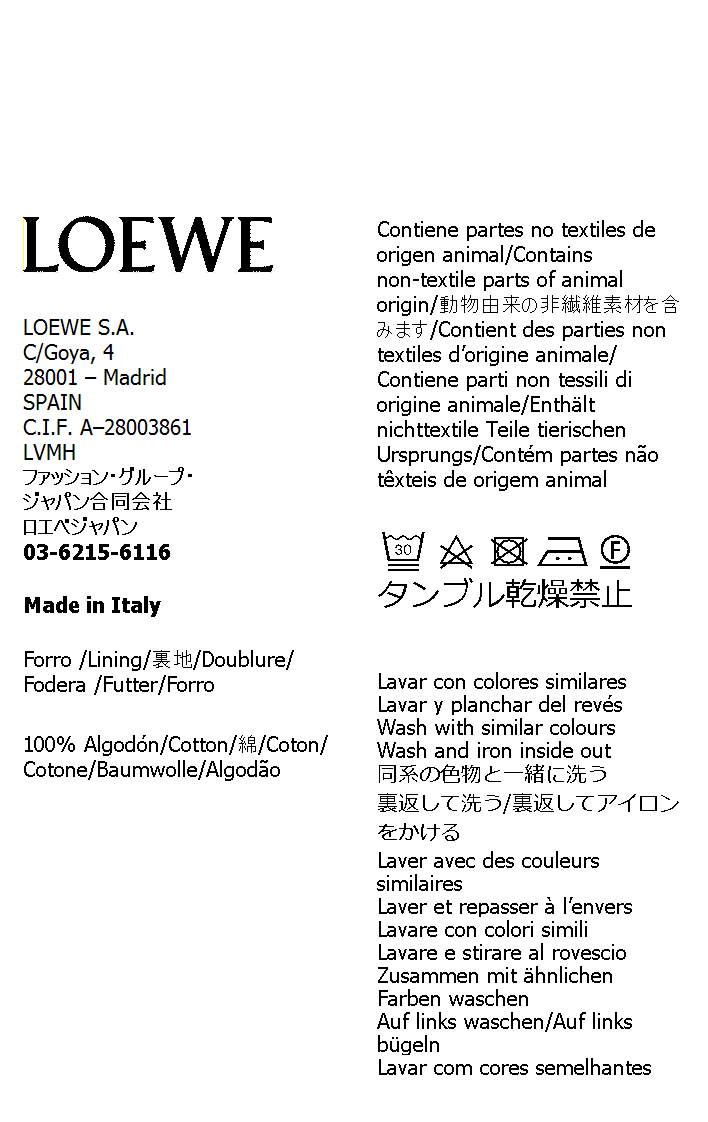 LOEWE
LOEWE S.A.
C/Goya, 4
28001 – Madrid
SPAIN
C.I.F. A–28003861
LVMH
ファッション・グループ・
ジャパン合同会社
ロエベジャパン
03-6215-6116
Made in Italy
Forro /Lining/裏地/Doublure/
Fodera /Futter/Forro
100% Algodón/Cotton/綿/Coton/
Cotone/Baumwolle/Algodão
Contiene partes no textiles de
origen animal/Contains
non-textile parts of animal
origin/動物由来の非繊維素材を含
みます/Contient des parties non
textiles d’origine animale/
Contiene parti non tessili di
origine animale/Enthält
nichttextile Teile tierischen
Ursprungs/Contém partes não
têxteis de origem animal
30 F
タンブル乾燥禁止
Lavar con colores similares
Lavar y planchar del revés
Wash with similar colours
Wash and iron inside out
同系の色物と一緒に洗う
裏返して洗う/裏返してアイロン
をかける
Laver avec des couleurs
similaires
Laver et repasser à l’envers
Lavare con colori simili
Lavare e stirare al rovescio
Zusammen mit ähnlichen
Farben waschen
Auf links waschen/Auf links
bügeln
Lavar com cores semelhantes